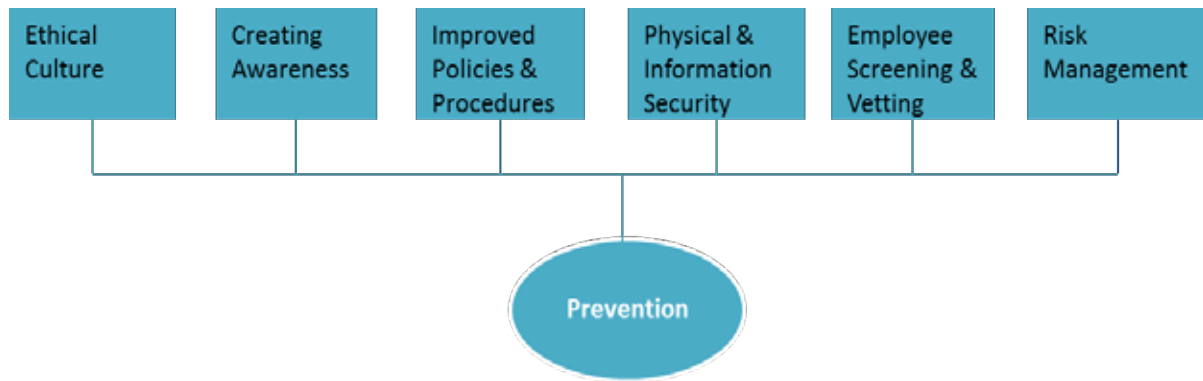 Ethical
Culture
Creating
Awareness
Improved
Policies &
Procedures
Physical &
Information
Security
Employee
Screening &
Vetting
Risk
Management
Prevention